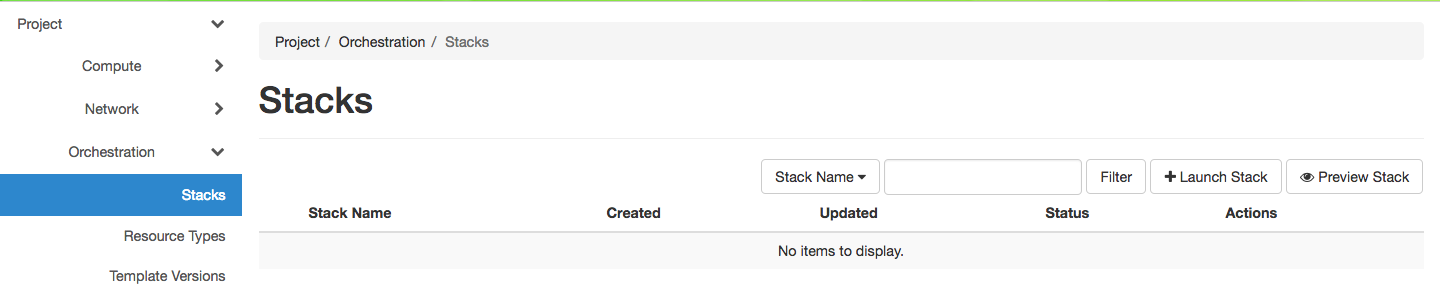 Project
Compute
Network
Orchestration
Stacks
Resource Types
Template Versions
Project / Orchestration / Stacks
Stacks
Stack Name Filter Launch Stack Preview Stack
Stack Name Created Updated Status Actions
No items to display.